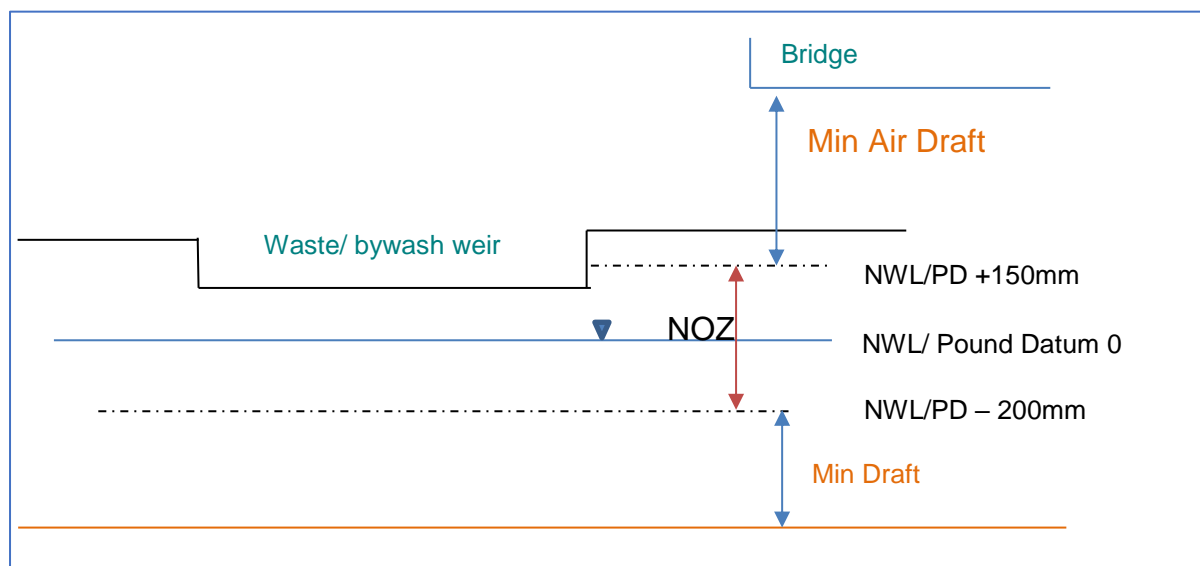 Bridge
Min Air Draft
Waste/ bywash weir
NWL/PD +150mm
NOZ
NWL/ Pound Datum 0
NWL/PD – 200mm
Min Draft